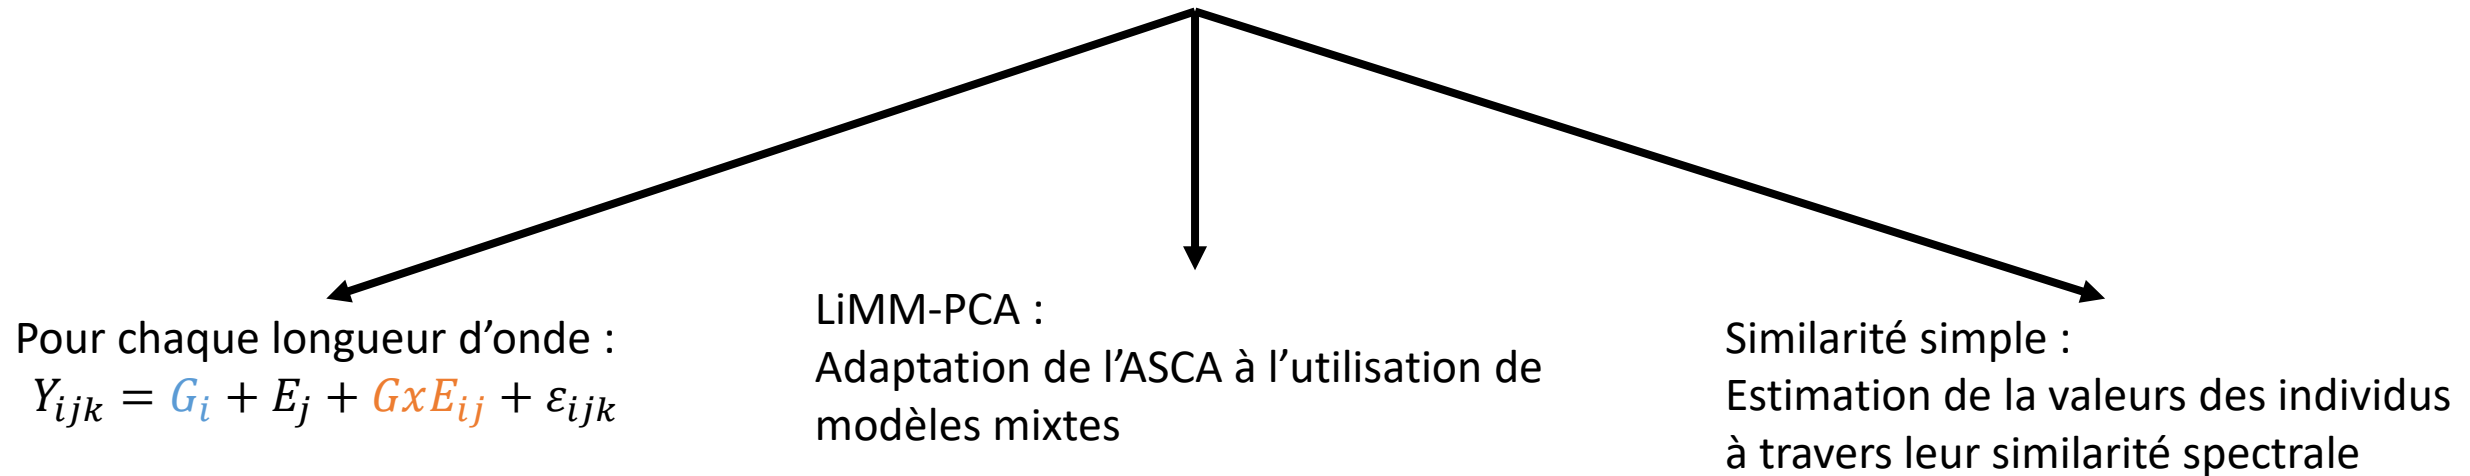 Pour chaque longueur d'onde :
Y_{ijk} = G_i + E_j + GxE_{ij} + ε_{ijk}
LiMM-PCA :
Adaptation de l'ASCA à l'utilisation de
modèles mixtes
Similarité simple :
Estimation de la valeurs des individus
à travers leur similarité spectrale